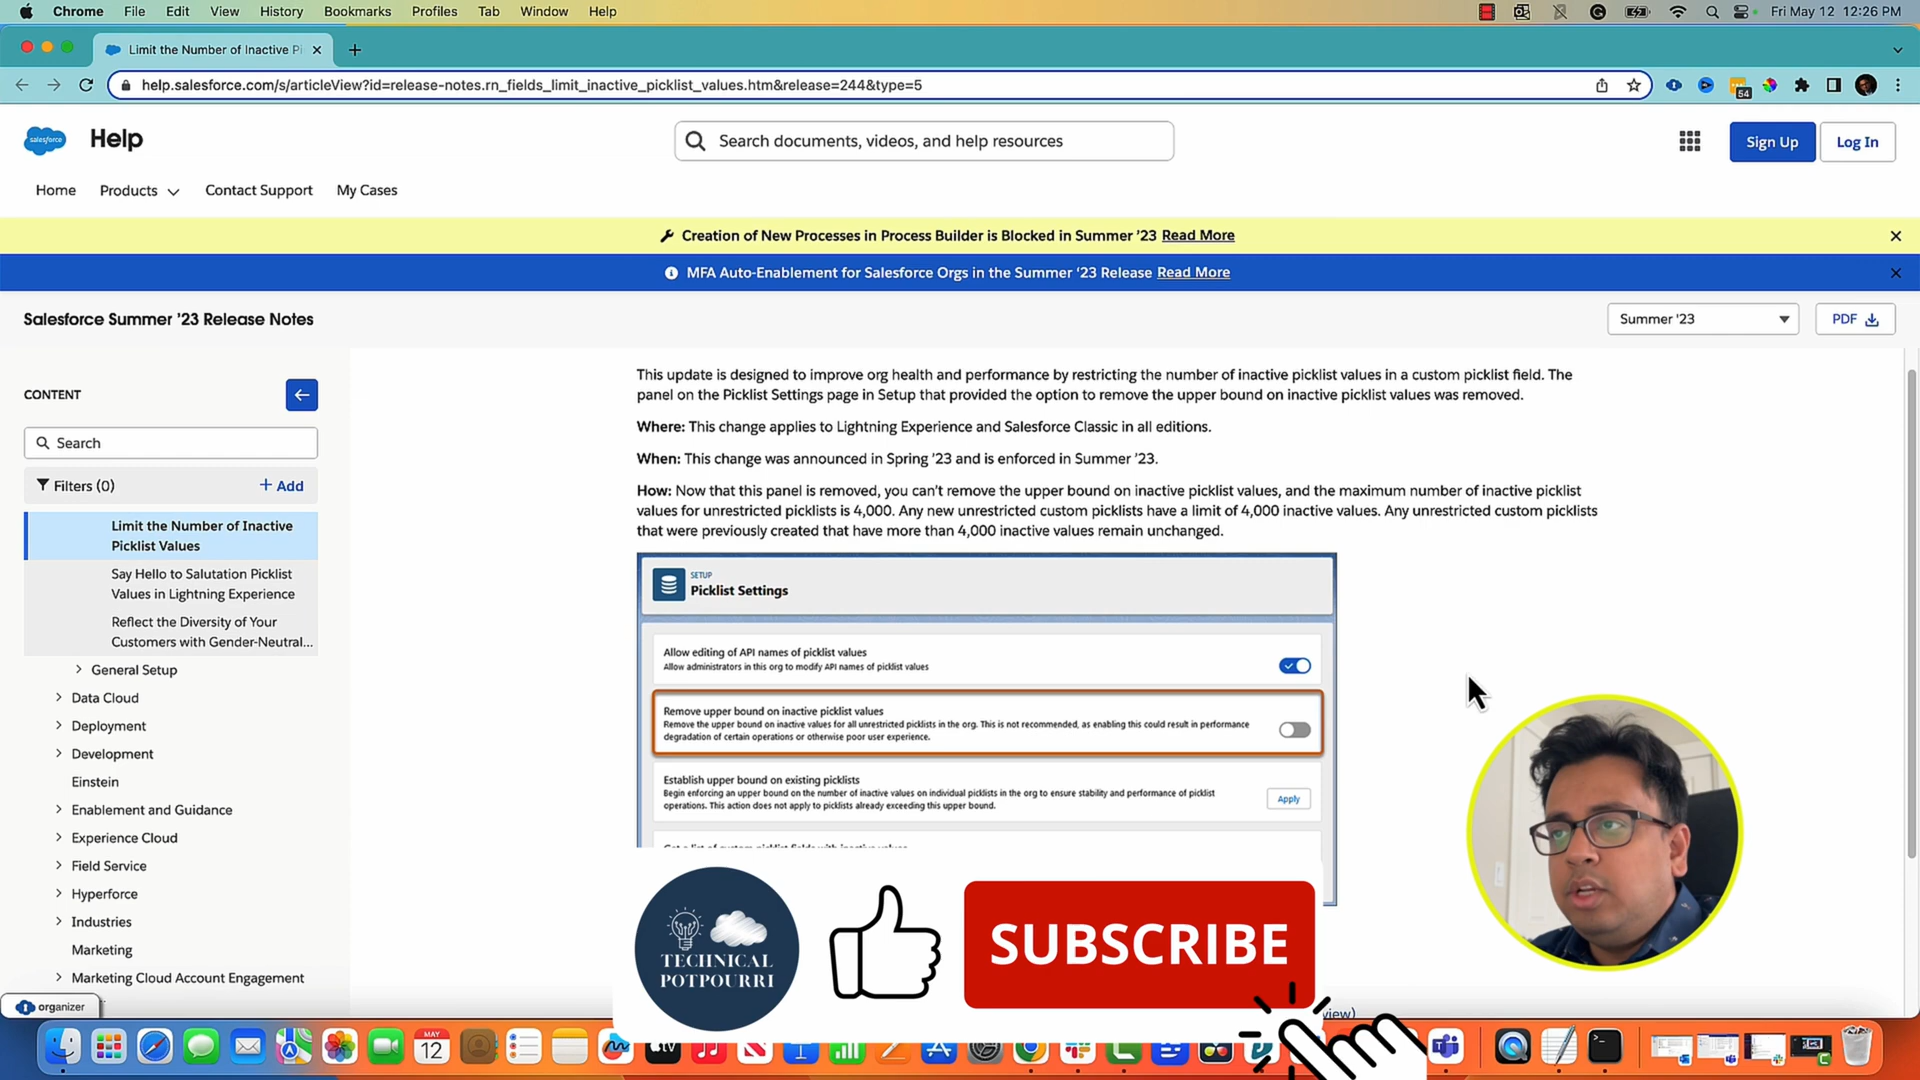 Chrome File Edit View History Bookmarks Profiles Tab Window Help
Fri May 12 12:26 PM
Limit the Number of Inactive Pi
help.salesforce.com/s/articleView?id=release-notes.rn_fields_limit_inactive_picklist_values.htm&release=244&type=5
54
salesforce
Help
Search documents, videos, and help resources
Sign Up
Log In
Home Products Contact Support My Cases
Creation of New Processes in Process Builder is Blocked in Summer '23 Read More
MFA Auto-Enablement for Salesforce Orgs in the Summer '23 Release Read More
Salesforce Summer '23 Release Notes
Summer '23
PDF
CONTENT
Search
Filters (0)
+ Add
Limit the Number of Inactive
Picklist Values
Say Hello to Salutation Picklist
Values in Lightning Experience
Reflect the Diversity of Your
Customers with Gender-Neutral...
General Setup
Data Cloud
Deployment
Development
Einstein
Enablement and Guidance
Experience Cloud
Field Service
Hyperforce
Industries
Marketing
Marketing Cloud Account Engagement
organizer
This update is designed to improve org health and performance by restricting the number of inactive picklist values in a custom picklist field. The
panel on the Picklist Settings page in Setup that provided the option to remove the upper bound on inactive picklist values was removed.
Where: This change applies to Lightning Experience and Salesforce Classic in all editions.
When: This change was announced in Spring '23 and is enforced in Summer '23.
How: Now that this panel is removed, you can't remove the upper bound on inactive picklist values, and the maximum number of inactive picklist
values for unrestricted picklists is 4,000. Any new unrestricted custom picklists have a limit of 4,000 inactive values. Any unrestricted custom picklists
that were previously created that have more than 4,000 inactive values remain unchanged.
SETUP
Picklist Settings
Allow editing of API names of picklist values
Allow administrators in this org to modify API names of picklist values
Remove upper bound on inactive picklist values
Remove the upper bound on inactive values for all unrestricted picklists in the org. This is not recommended, as enabling this could result in performance
degradation of certain operations or otherwise poor user experience.
Establish upper bound on existing picklists
Begin enforcing an upper bound on the number of inactive values on individual picklists in the org to ensure stability and performance of picklist
operations. This action does not apply to picklists already exceeding this upper bound.
Apply
TECHNICAL
POTPOURRI
SUBSCRIBE
view)
MAY
12
tv